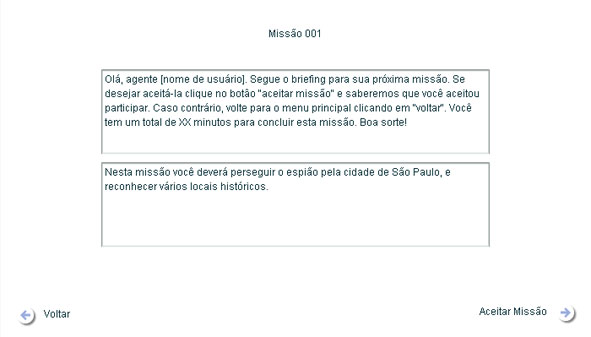 Missão 001
Olá, agente [nome de usuário]. Segue o briefing para sua próxima missão. Se
desejar aceitá-la clique no botâo "aceitar missão" e saberemos que você aceitou
participar. Caso contrário, volte para o menu principal clicando em "voltar". Você
tem um total de XX minutos para concluir esta missão. Boa sorte!
Nesta missão você deverá perseguir o espião pela cidade de São Paulo, e
reconhecer vários locais históricos.
Voltar
Aceitar Missão